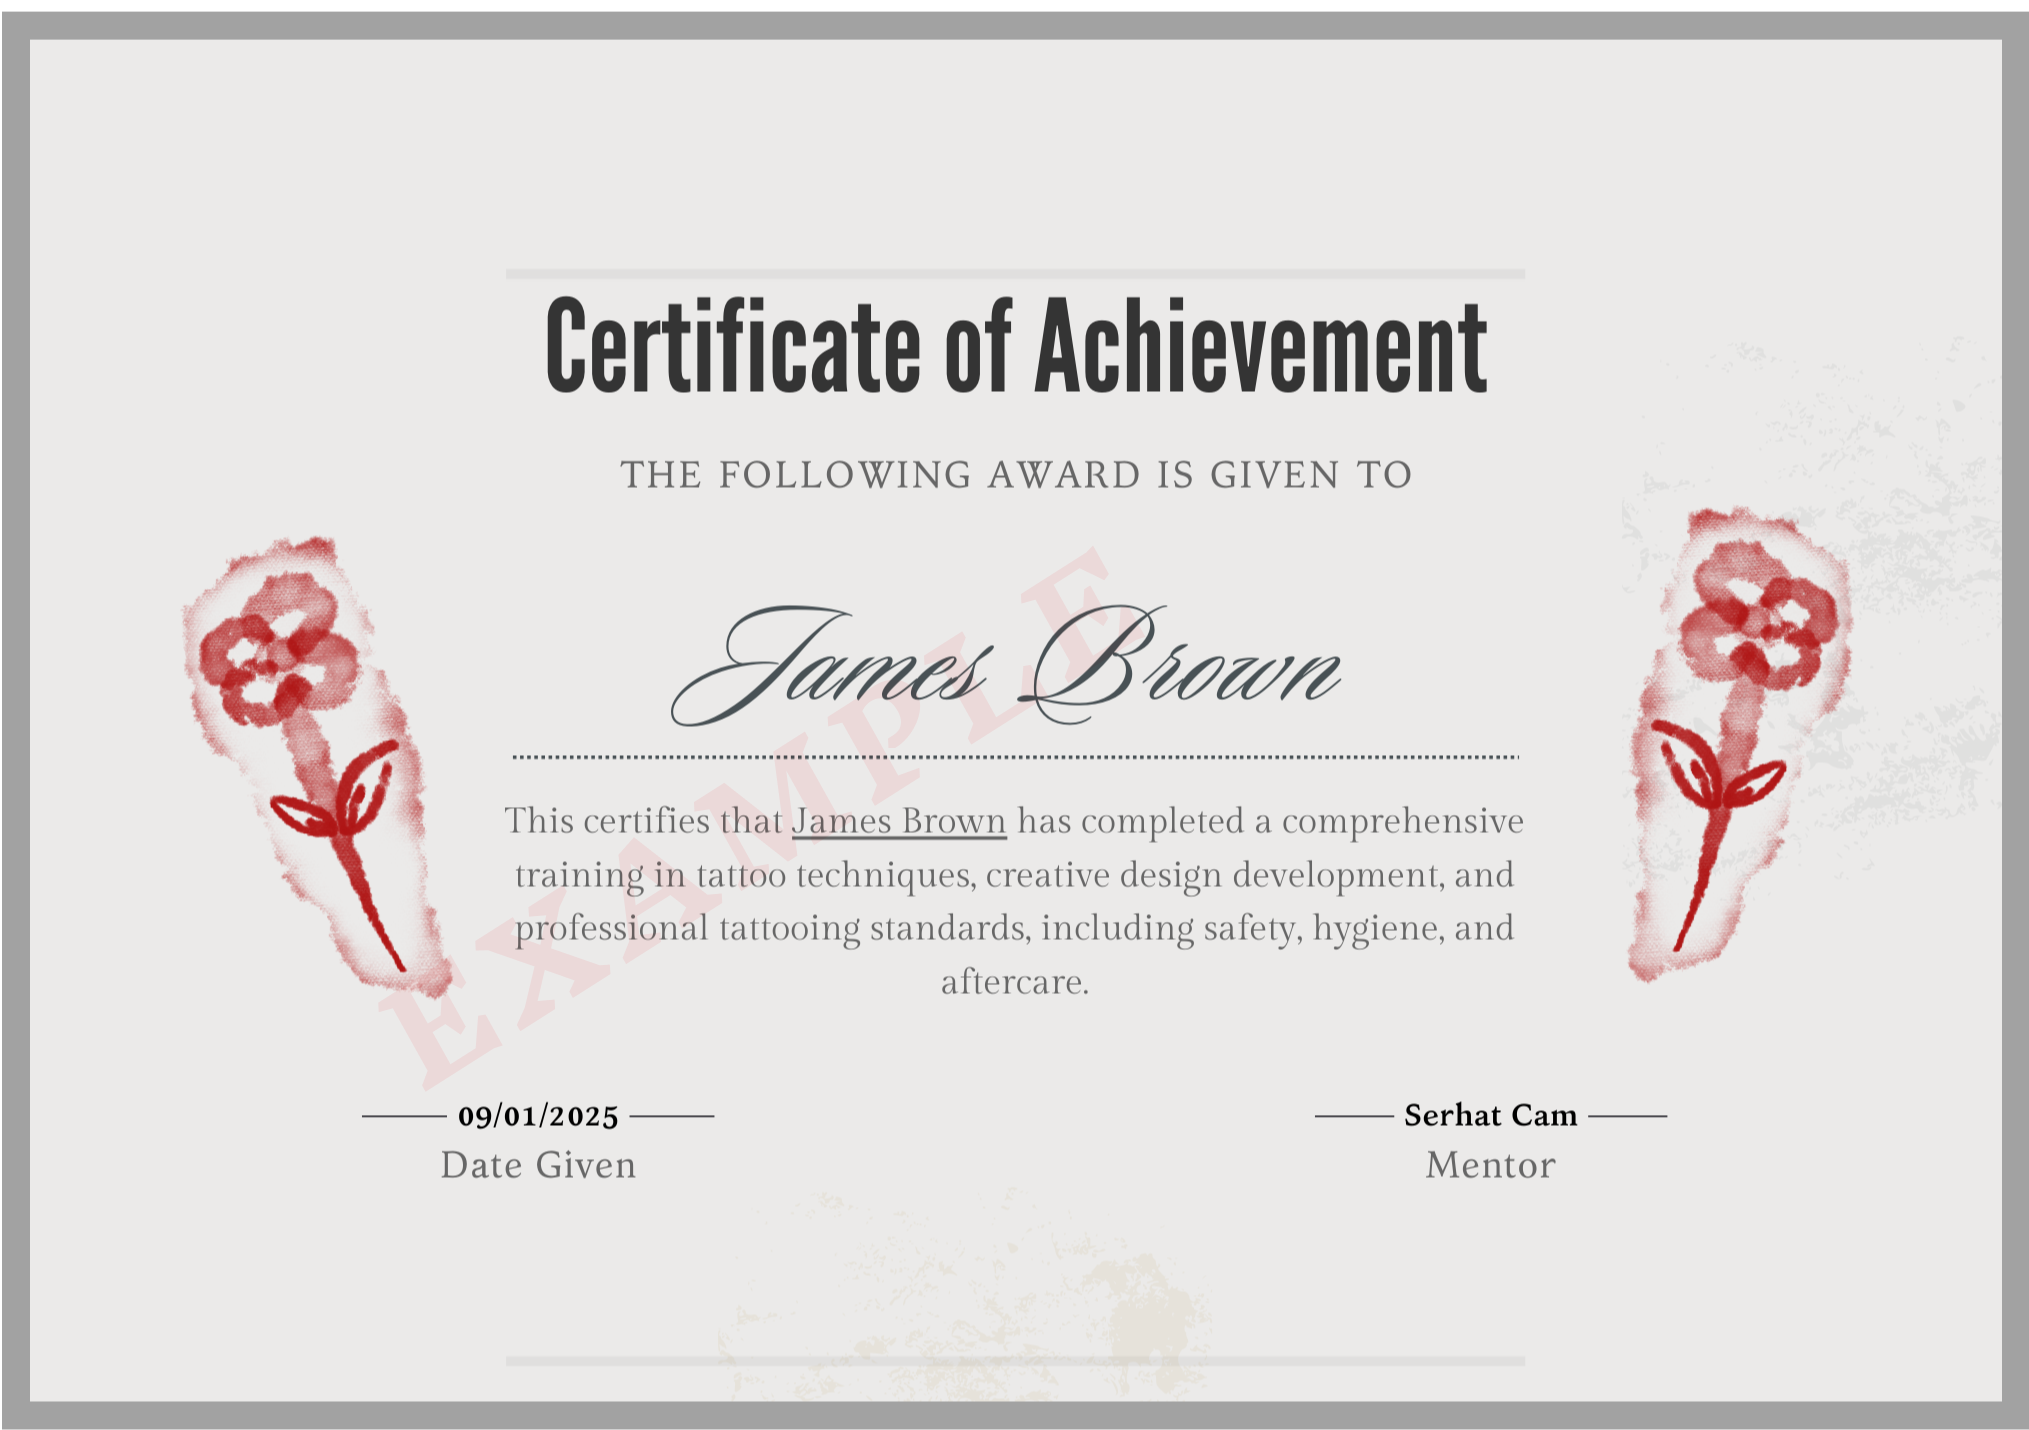 Certificate of Achievement
THE FOLLOWING AWARD IS GIVEN TO
James Brown
This certifies that James Brown has completed a comprehensive
training in tattoo techniques, creative design development, and
professional tattooing standards, including safety, hygiene, and
aftercare.
EXAMPLE
09/01/2025
Date Given
Serhat Cam
Mentor